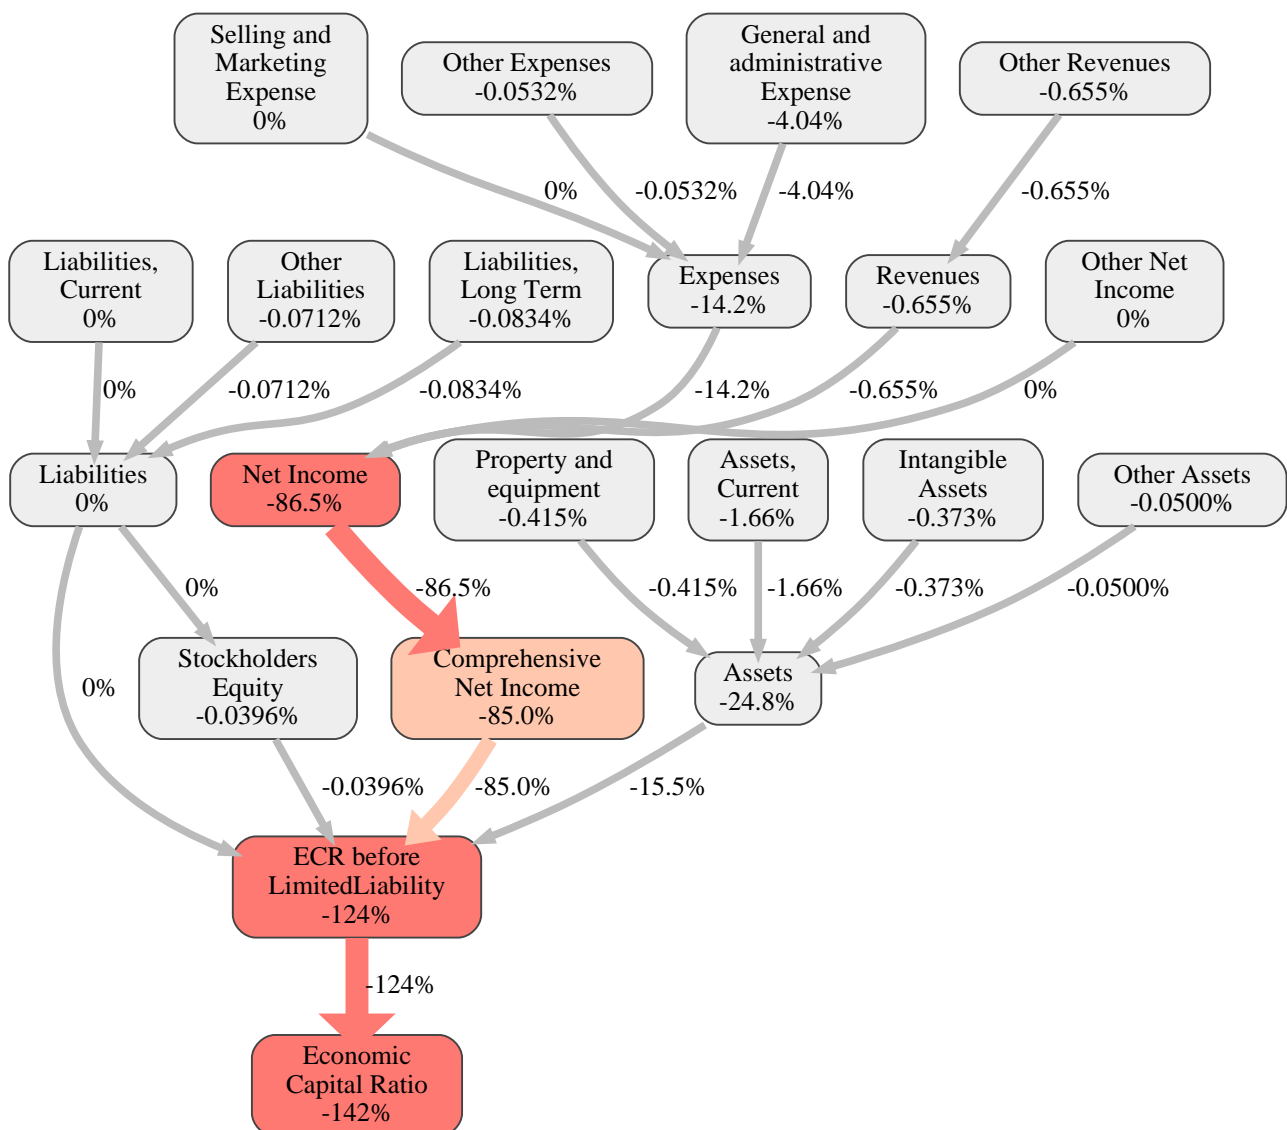 Selling and
Marketing
Expense
0%
Other Expenses
-0.0532%
General and
administrative
Expense
-4.04%
Other Revenues
-0.655%
0%
-0.0532%
-4.04%
-0.655%
Liabilities,
Current
0%
Other
Liabilities
-0.0712%
Liabilities,
Long Term
-0.0834%
Expenses
-14.2%
Revenues
-0.655%
Other Net
Income
0%
0%
-0.0712%
-0.0834%
-14.2%
-0.655%
0%
Liabilities
0%
Net Income
-86.5%
Property and
equipment
-0.415%
Assets,
Current
-1.66%
Intangible
Assets
-0.373%
Other Assets
-0.0500%
0%
-86.5%
-0.415%
-1.66%
-0.373%
-0.0500%
0%
Stockholders
Equity
-0.0396%
Comprehensive
Net Income
-85.0%
Assets
-24.8%
-0.0396%
-85.0%
-15.5%
ECR before
LimitedLiability
-124%
-124%
Economic
Capital Ratio
-142%